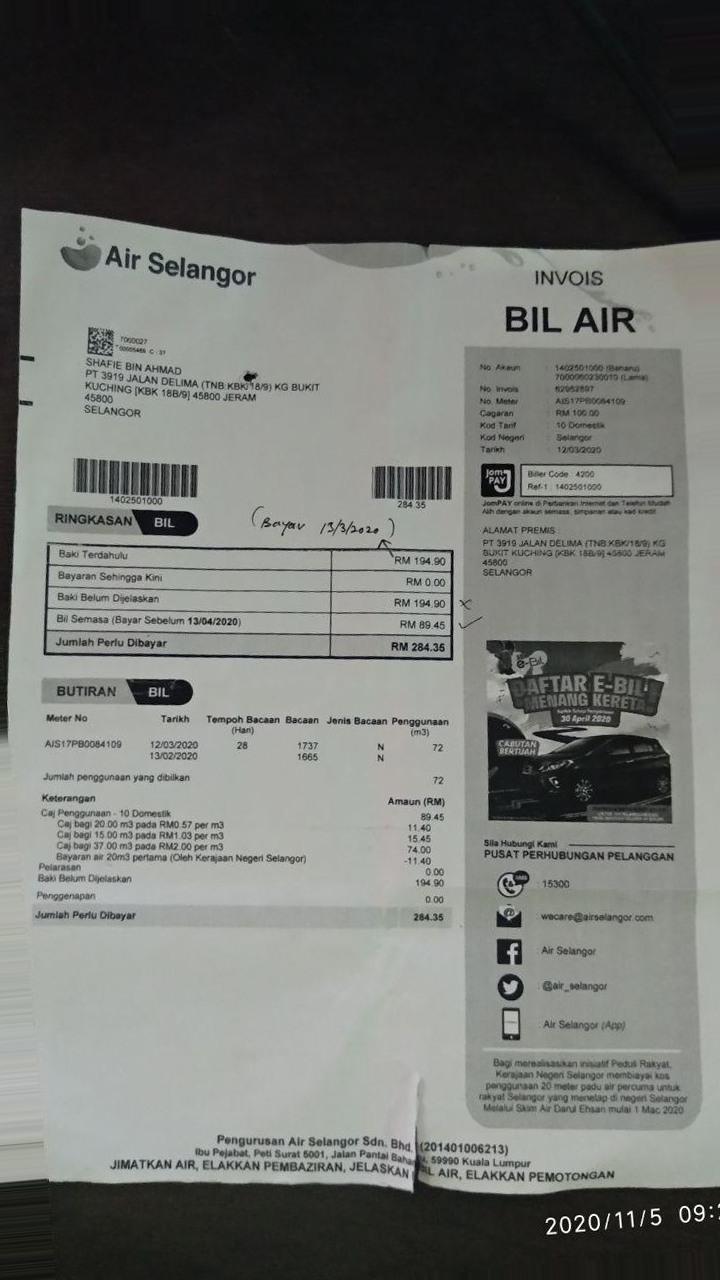 Air Selangor
7000027
SHAFIE BIN AHMAD
PT 3919 JALAN DELIMA (TNB:KBK/18/9) KG BUKIT
KUCHING [KBK 18B/9] 45800 JERAM
45800
SELANGOR
1402501000
284.35
RINGKASAN BIL
(Bayar 13/3/2020)
Baki Terdahulu RM 194.90
Bayaran Sehingga Kini RM 0.00
Baki Belum Dijelaskan RM 194.90 x
Bil Semasa (Bayar Sebelum 13/04/2020) RM 89.45 ✓
Jumlah Perlu Dibayar RM 284.35
BUTIRAN BIL
Meter No Tarikh Tempoh Bacaan (Hari) Bacaan Jenis Bacaan Penggunaan (m3)
AIS17PB0084109 12/03/2020 28 1737 N 72
13/02/2020 1665 N
Jumlah penggunaan yang dibilkan 72
Keterangan Amaun (RM)
Caj Penggunaan - 10 Domestik 89.45
Caj bagi 20.00 m3 pada RM0.57 per m3 11.40
Caj bagi 15.00 m3 pada RM1.03 per m3 15.45
Caj bagi 37.00 m3 pada RM2.00 per m3 74.00
Bayaran air 20m3 pertama (Oleh Kerajaan Negeri Selangor) -11.40
Pelarasan 0.00
Baki Belum Dijelaskan 194.90
Penggenapan 0.00
Jumlah Perlu Dibayar 284.35
INVOIS
BIL AIR
No. Akaun : 1402501000 (Baharu)
7000060230010 (Lama)
No. Invois : 62952897
No. Meter : AIS17PB0084109
Cagaran : RM 100.00
Kod Tarif : 10 Domestik
Kod Negeri : Selangor
Tarikh : 12/03/2020
Jom PAY
Biller Code : 4200
Ref-1 : 1402501000
JomPAY online di Perbankan Internet dan Telefon Mudah
Alih dengan akaun semasa, simpanan atau kad kredit
ALAMAT PREMIS
PT 3919 JALAN DELIMA (TNB:KBK/18/9) KG
BUKIT KUCHING [KBK 18B/9] 45800 JERAM
45800
SELANGOR
e-Bil
DAFTAR E-BIL
MENANG KERETA
30 April 2020
CABUTAN
BERTUAH
Sila Hubungi Kami
PUSAT PERHUBUNGAN PELANGGAN
: 15300
: wecare@airselangor.com
: Air Selangor
: @air_selangor
: Air Selangor (App)
Bagi merealisasikan inisiatif Peduli Rakyat,
Kerajaan Negeri Selangor membiayai kos
penggunaan 20 meter padu air percuma untuk
rakyat Selangor yang menetap di negeri Selangor
Melalui Skim Air Darul Ehsan mulai 1 Mac 2020
Pengurusan Air Selangor Sdn. Bhd. (201401006213)
Ibu Pejabat, Peti Surat 5001, Jalan Pantai Baharu, 59990 Kuala Lumpur
JIMATKAN AIR, ELAKKAN PEMBAZIRAN, JELASKAN BIL AIR, ELAKKAN PEMOTONGAN
2020/11/5 09: